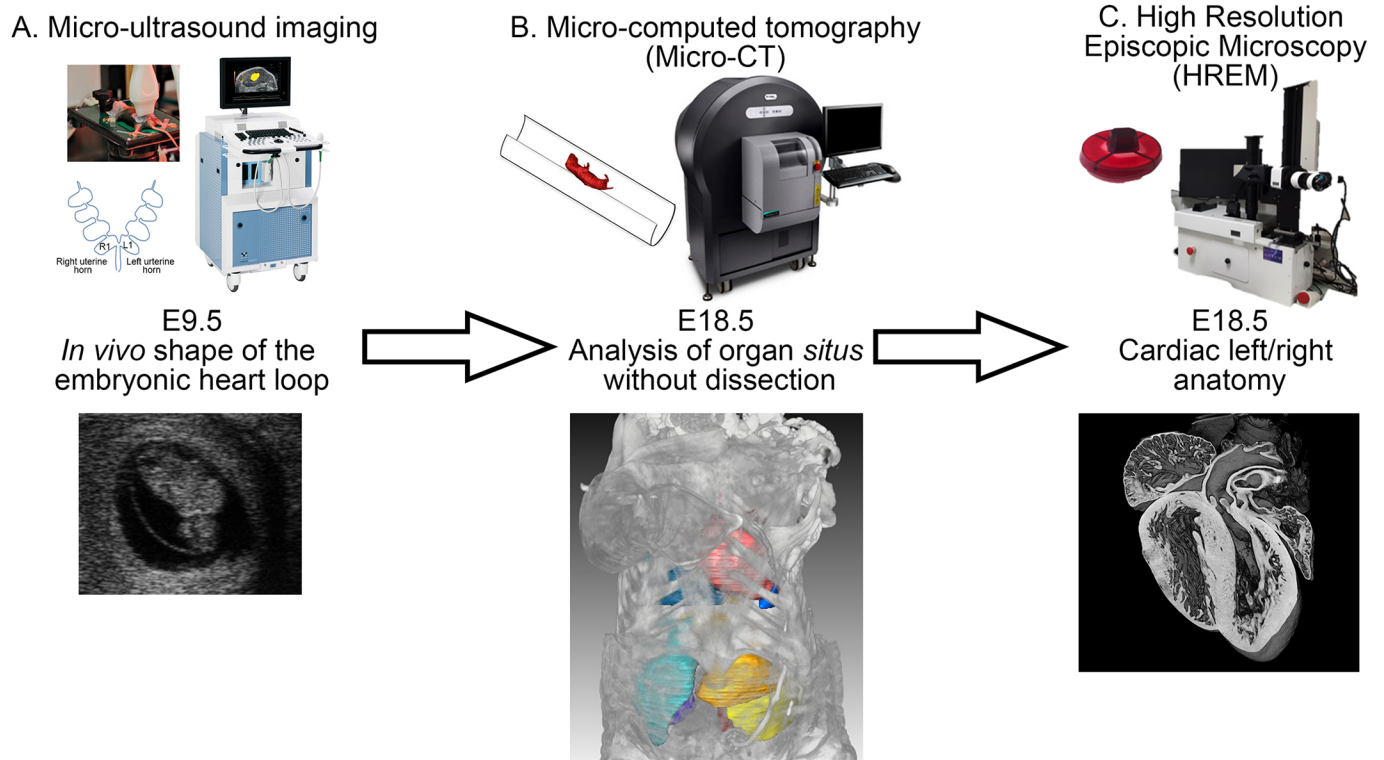 A. Micro-ultrasound imaging
R1
L1
Right uterine
horn
Left urterine
horn
E9.5
In vivo shape of the
embryonic heart loop
B. Micro-computed tomography
(Micro-CT)
E18.5
Analysis of organ situs
without dissection
C. High Resolution
Episcopic Microscopy
(HREM)
E18.5
Cardiac left/right
anatomy